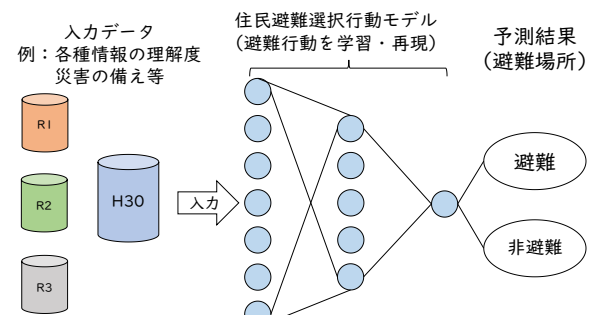 入力データ
例：各種情報の理解度
災害の備え等
住民避難選択行動モデル
(避難行動を学習・再現)
予測結果
(避難場所)
R1
R2
R3
H30
入力
避難
非避難